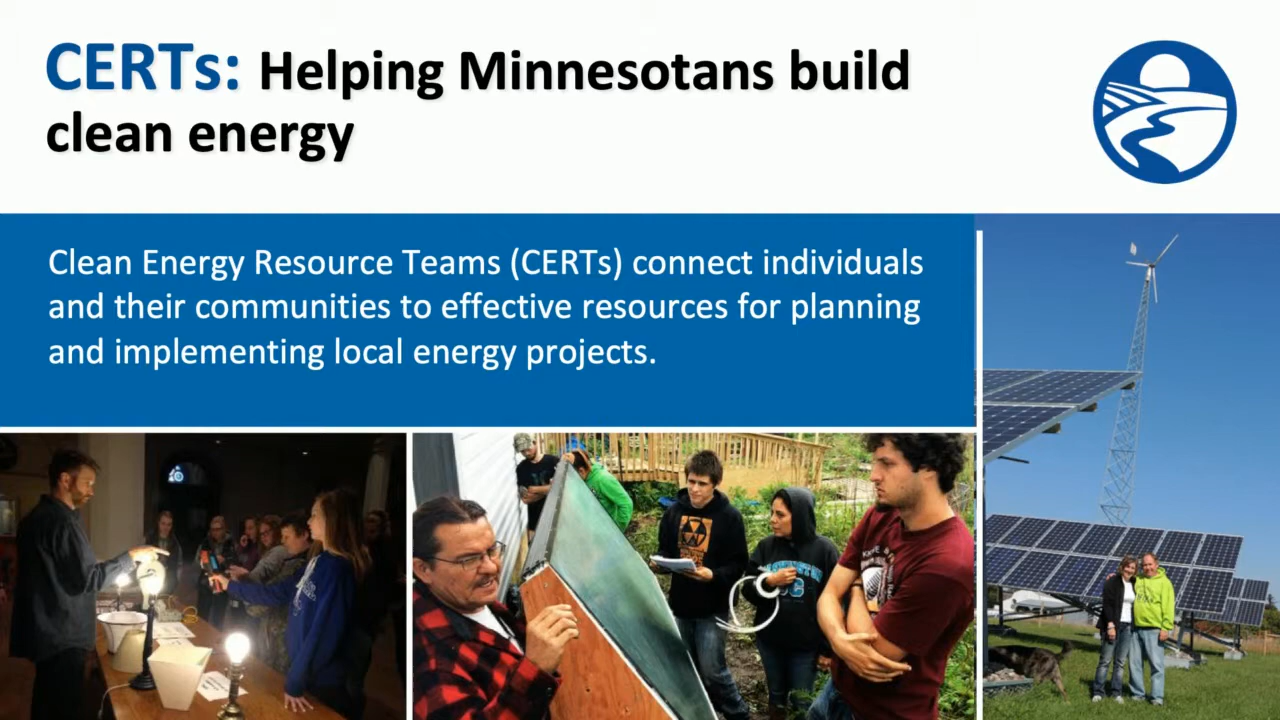 CERTs: Helping Minnesotans build
clean energy
Clean Energy Resource Teams (CERTs) connect individuals
and their communities to effective resources for planning
and implementing local energy projects.